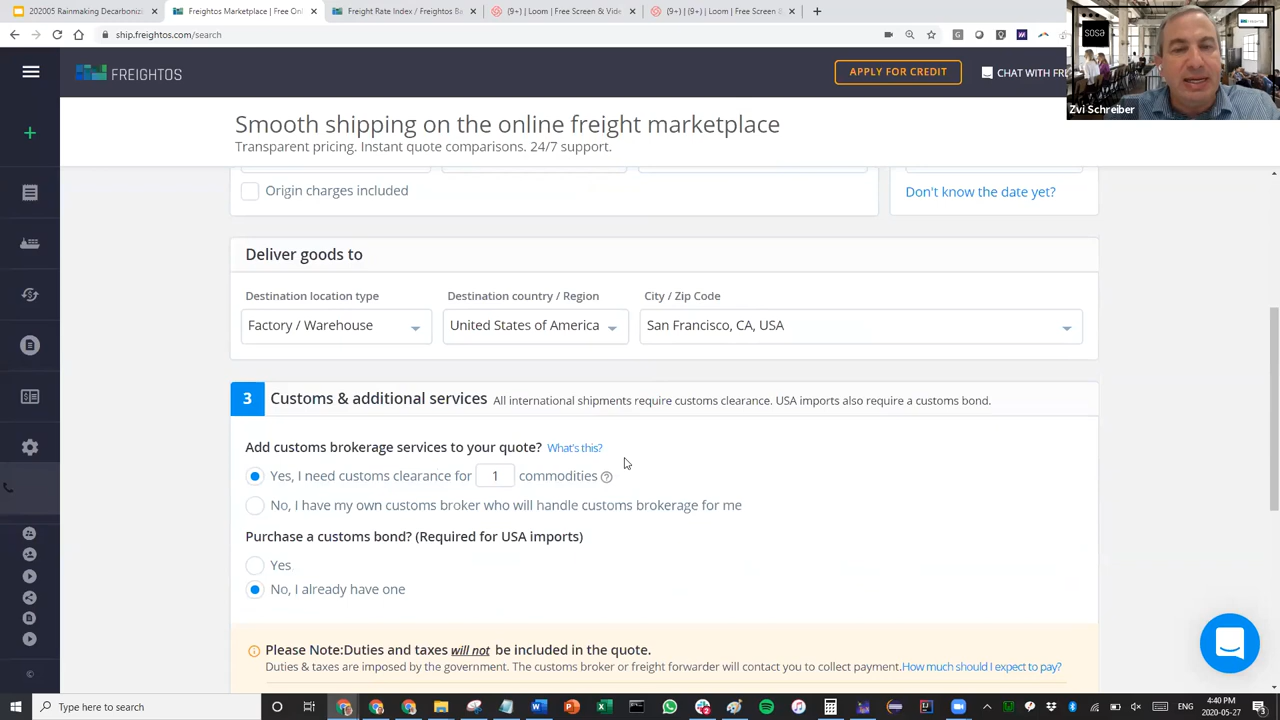 202005 Rainmaking Decarboniz
Freightos Marketplace | Free Onl
Freight Rate Index / Freightos Ba
(9+) | Loom | Free Screen & Vide
(9+) | Loom | Free Screen &
ship.freightos.com/search
SOSA
Zvi Schreiber
FREIGHTOS
APPLY FOR CREDIT
CHAT WITH FRE
Smooth shipping on the online freight marketplace
Transparent pricing. Instant quote comparisons. 24/7 support.
Origin charges included
Don't know the date yet?
Deliver goods to
Destination location type
Destination country / Region
City / Zip Code
Factory / Warehouse
United States of America
San Francisco, CA, USA
3 Customs & additional services All international shipments require customs clearance. USA imports also require a customs bond.
Add customs brokerage services to your quote? What's this?
Yes, I need customs clearance for 1 commodities
No, I have my own customs broker who will handle customs brokerage for me
Purchase a customs bond? (Required for USA imports)
Yes
No, I already have one
Please Note:Duties and taxes will not be included in the quote.
Duties & taxes are imposed by the government. The customs broker or freight forwarder will contact you to collect payment.How much should I expect to pay?
Type here to search
ENG
4:40 PM
2020-05-27